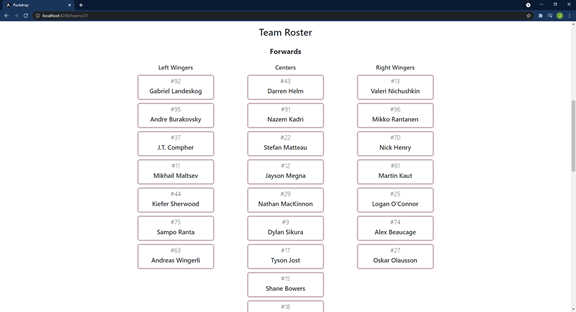 Puckdrop
localhost:4200/teams/21
Team Roster
Forwards
Left Wingers
#92
Gabriel Landeskog
#95
Andre Burakovsky
#37
J.T. Compher
#11
Mikhail Maltsev
#44
Kiefer Sherwood
#75
Sampo Ranta
#63
Andreas Wingerli
Centers
#43
Darren Helm
#91
Nazem Kadri
#22
Stefan Matteau
#12
Jayson Megna
#29
Nathan MacKinnon
#9
Dylan Sikura
#17
Tyson Jost
#15
Shane Bowers
#18
Right Wingers
#13
Valeri Nichushkin
#96
Mikko Rantanen
#70
Nick Henry
#61
Martin Kaut
#25
Logan O'Connor
#74
Alex Beaucage
#27
Oskar Olausson